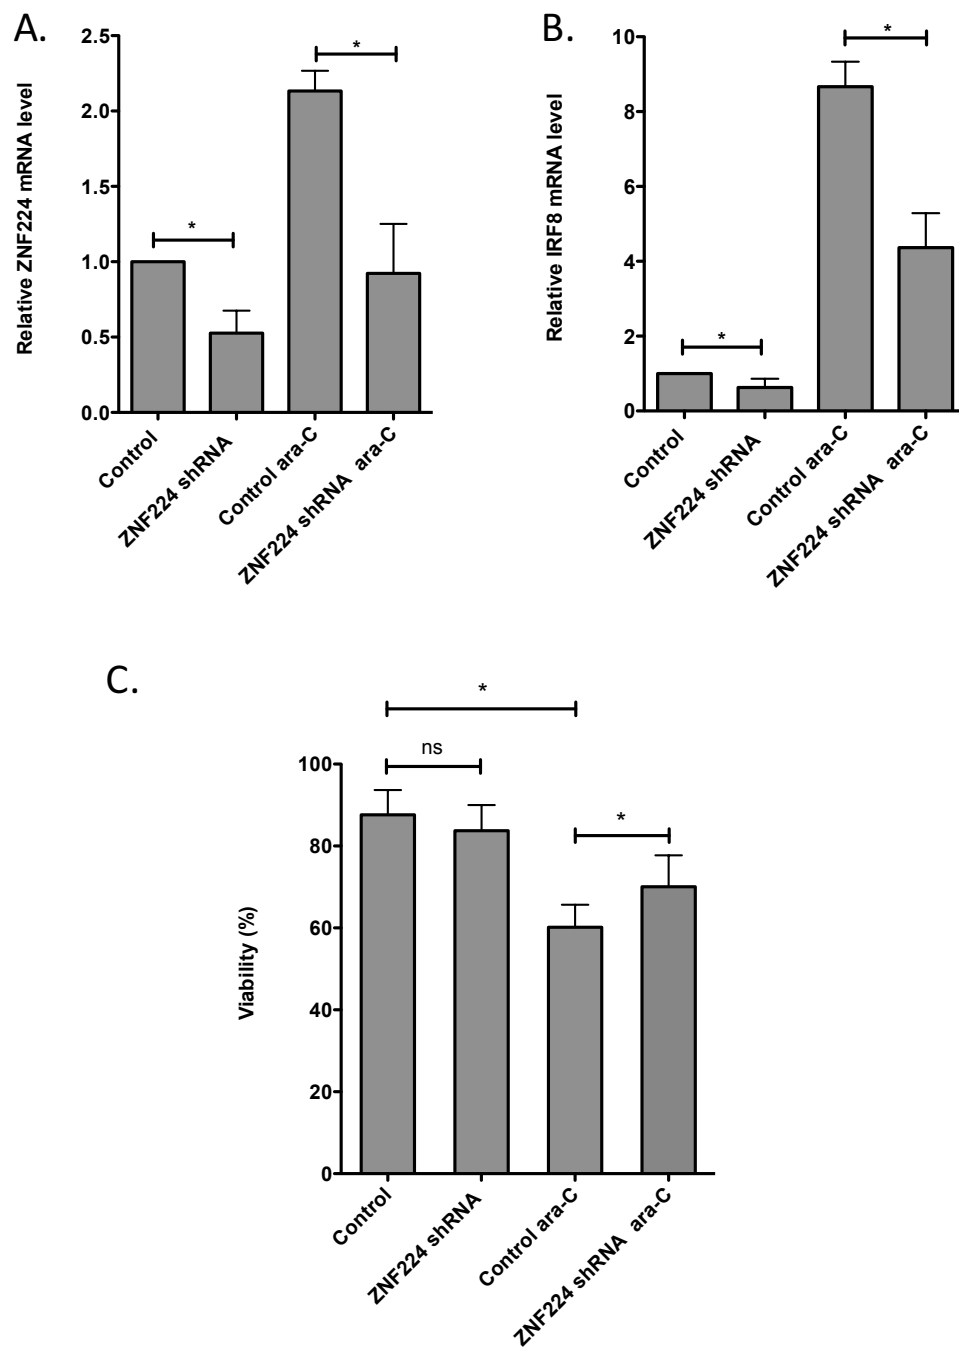 A.
Relative ZNF224 mRNA level
2.5
2.0
1.5
1.0
0.5
0.0
*
*
Control
ZNF224 shRNA
Control ara-C
ZNF224 shRNA ara-C
B.
Relative IRF8 mRNA level
10
8
6
4
2
0
*
*
Control
ZNF224 shRNA
Control ara-C
ZNF224 shRNA ara-C
C.
Viability (%)
100
80
60
40
20
0
*
ns
*
Control
ZNF224 shRNA
Control ara-C
ZNF224 shRNA ara-C